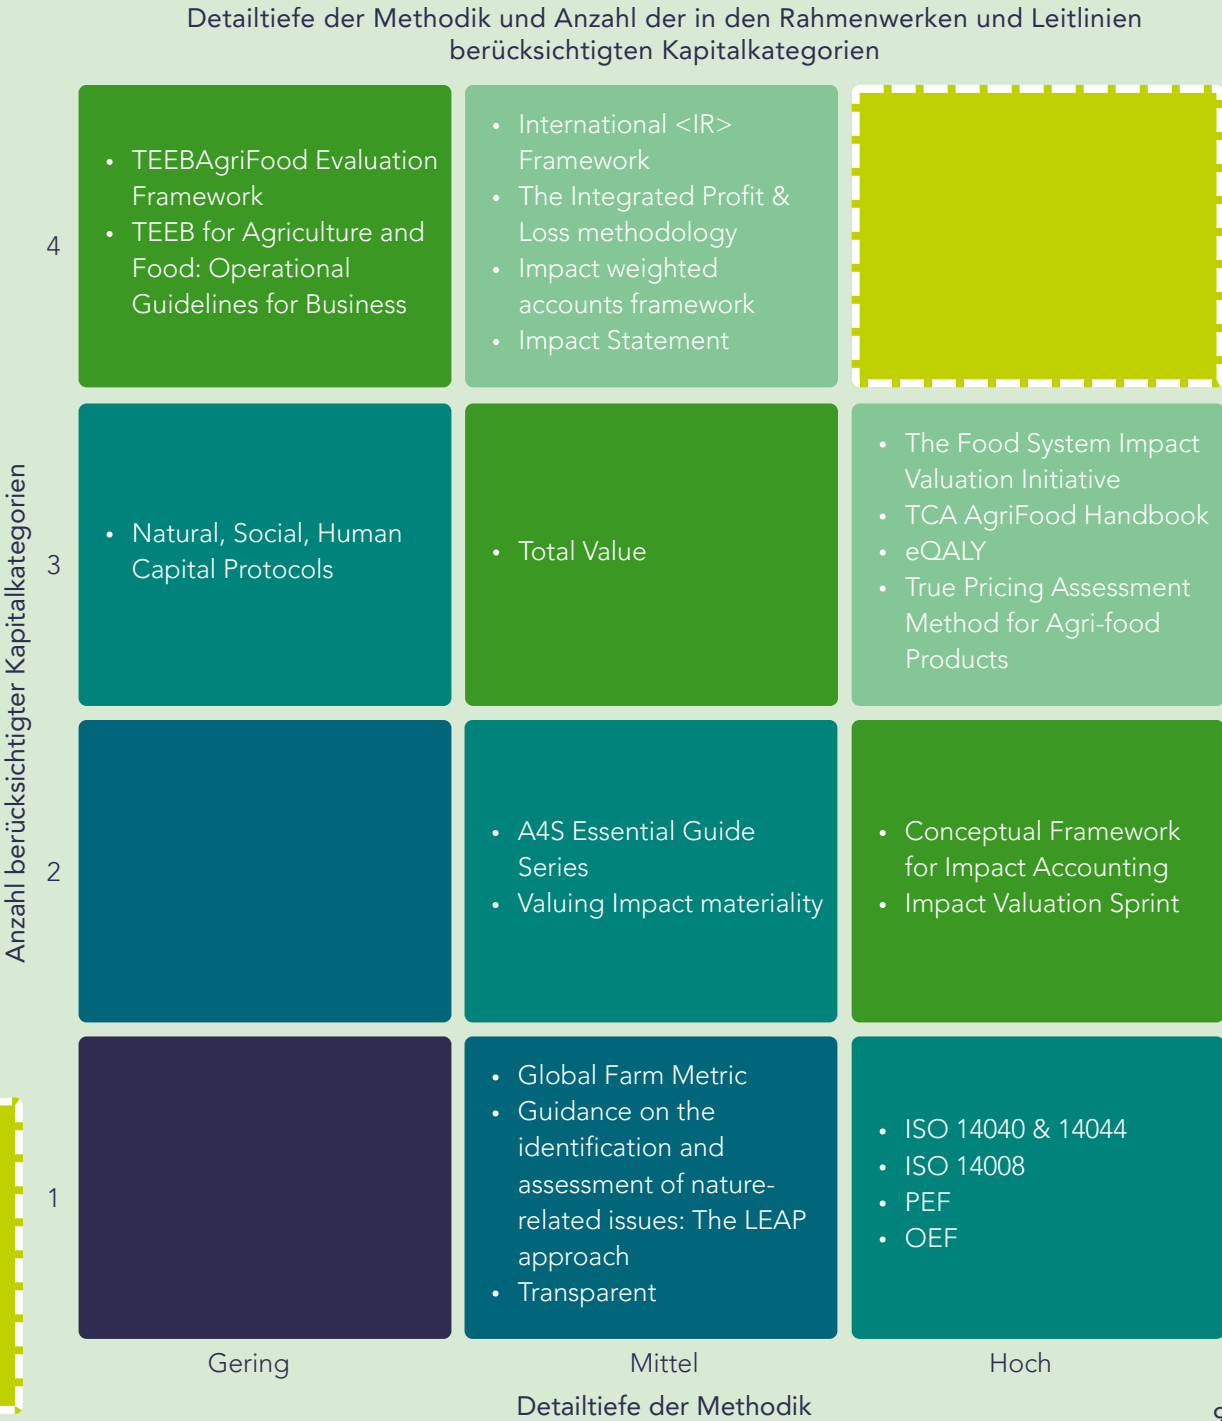 Detailtiefe der Methodik und Anzahl der in den Rahmenwerken und Leitlinien
berücksichtigten Kapitalkategorien
Anzahl berücksichtigter Kapitalkategorien
4
• TEEBAgriFood Evaluation
Framework
• TEEB for Agriculture and
Food: Operational
Guidelines for Business
• International <IR>
Framework
• The Integrated Profit &
Loss methodology
• Impact weighted
accounts framework
• Impact Statement
3
• Natural, Social, Human
Capital Protocols
• Total Value
• The Food System Impact
Valuation Initiative
• TCA AgriFood Handbook
• eQALY
• True Pricing Assessment
Method for Agri-food
Products
2
• A4S Essential Guide
Series
• Valuing Impact materiality
• Conceptual Framework
for Impact Accounting
• Impact Valuation Sprint
1
• Global Farm Metric
• Guidance on the
identification and
assessment of nature-
related issues: The LEAP
approach
• Transparent
• ISO 14040 & 14044
• ISO 14008
• PEF
• OEF
Gering
Mittel
Hoch
Detailtiefe der Methodik